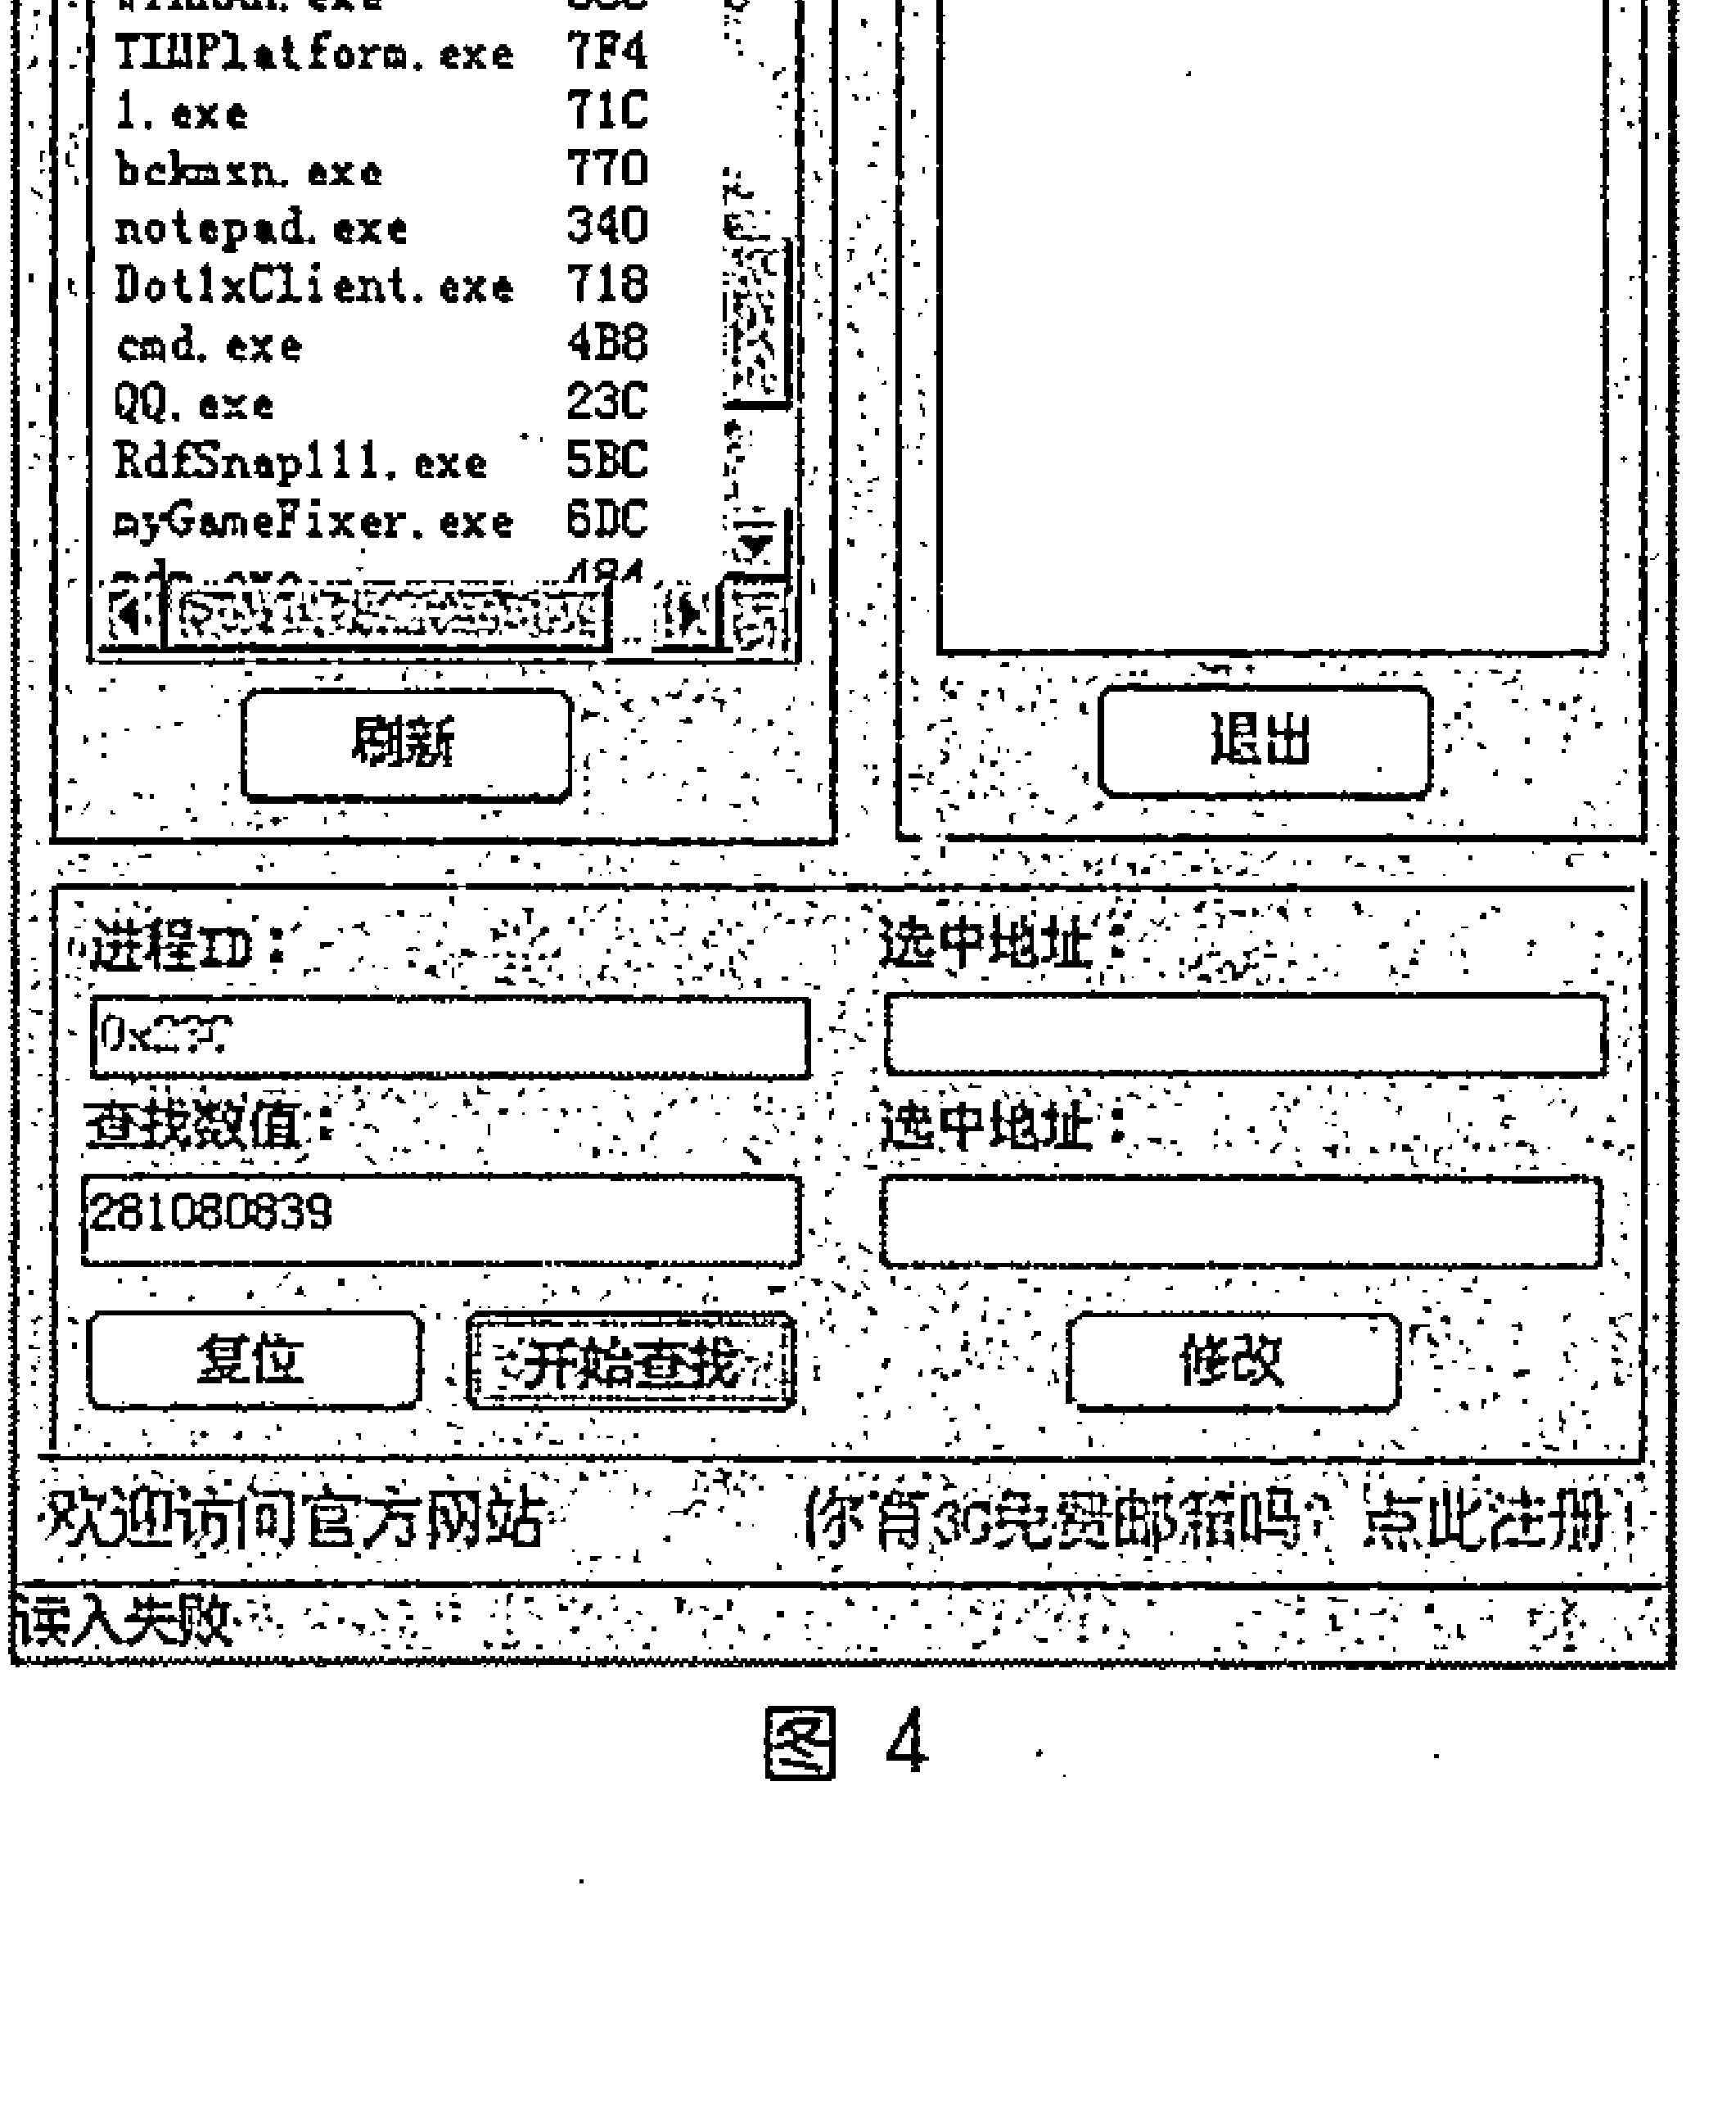 TIMPlatform.exe 7F4
1.exe 71C
bckmsn.exe 770
notepad.exe 340
Dot1xClient.exe 718
cmd.exe 4B8
QQ.exe 23C
RdfSnap111.exe 5BC
myGameFixer.exe 6DC
刷新 退出
进程ID： 选中地址：
0x23C
查找数值： 选中地址：
281080839
复位 开始查找 修改
欢迎访问官方网站 你有3G免费邮箱吗？点此注册！
读入失败
图 4